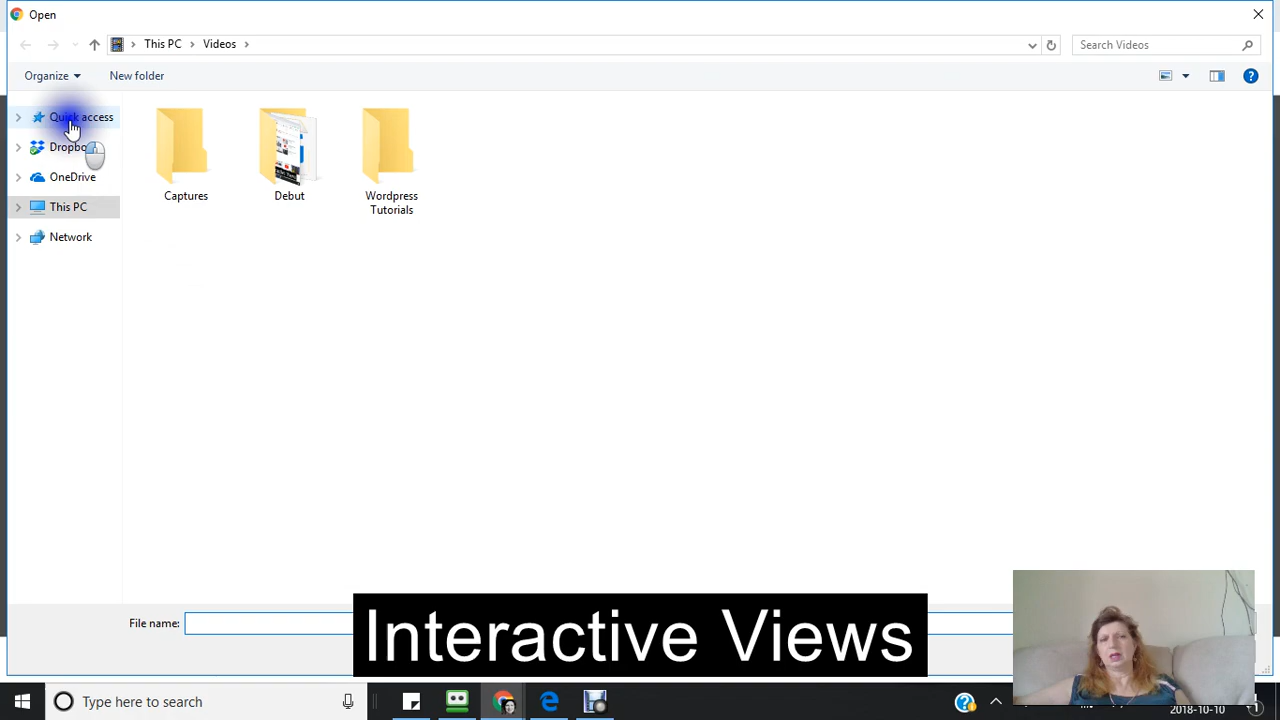 Open
This PC
Videos
Search Videos
Organize
New folder
Quick access
Dropbo
OneDrive
This PC
Network
Captures
Debut
Wordpress
Tutorials
File name:
Interactive Views
Type here to search
2018-10-10